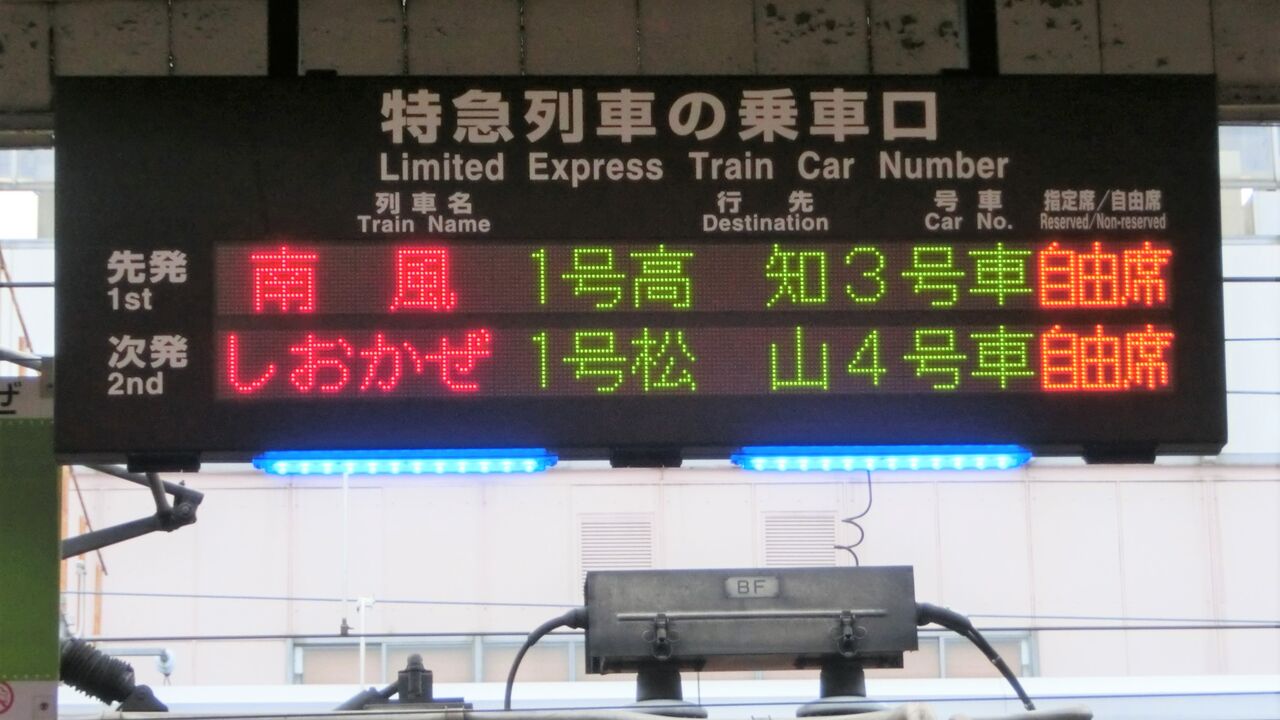 特急列車の乗車口
Limited Express Train Car Number
列車名 行先 号車 指定席/自由席
Train Name Destination Car No. Reserved/Non-reserved
先発 南風 1号高知3号車自由席
1st
次発 しおかぜ 1号松山4号車自由席
2nd
ぜ
BF